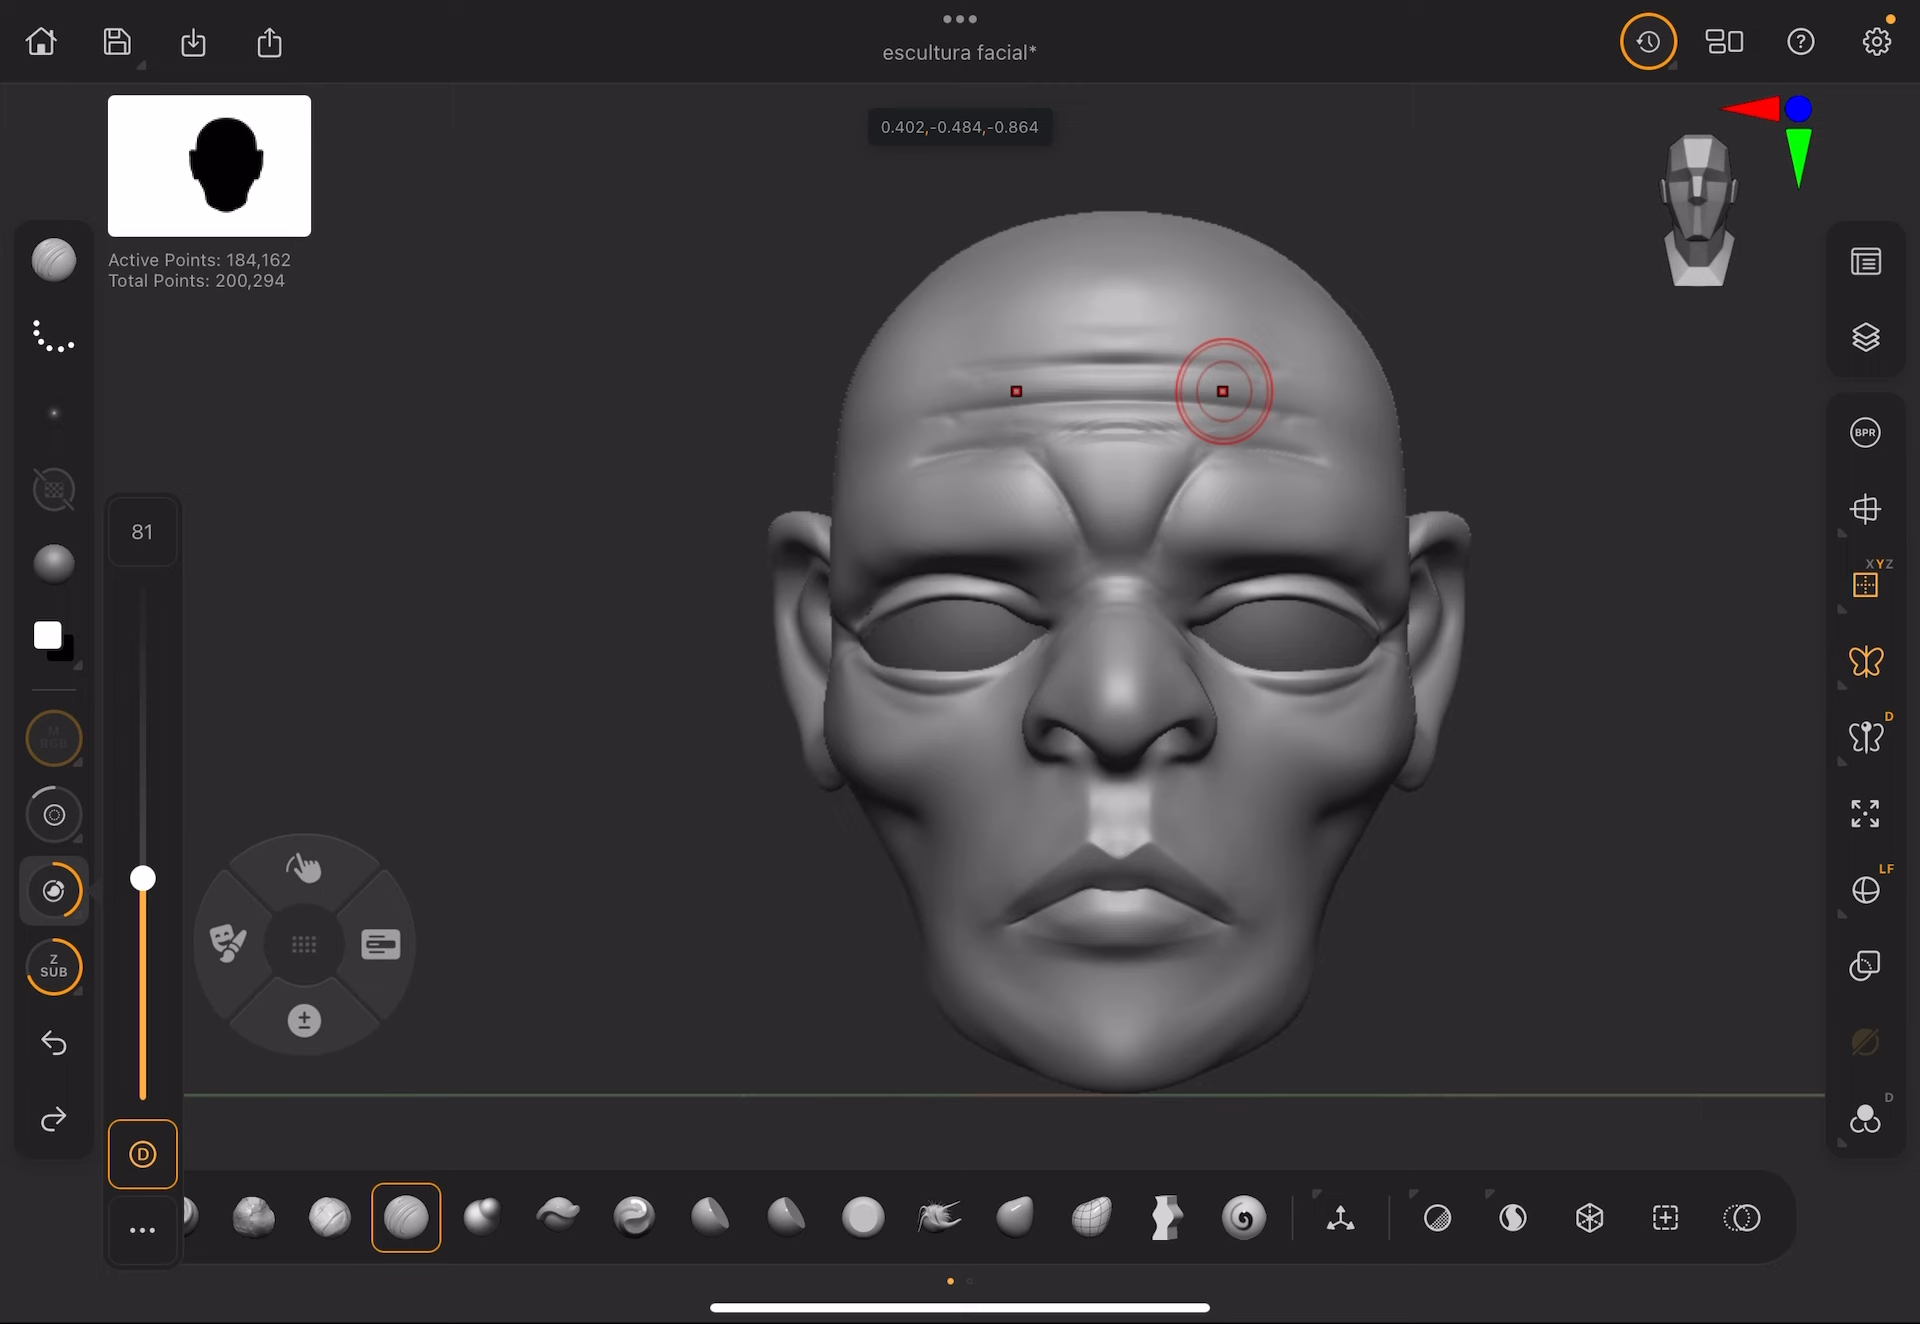 escultura facial*
0.402,-0.484,-0.864
Active Points: 184,162
Total Points: 200,294
BPR
XYZ
81
M
RGB
D
LF
Z
SUB
D
D